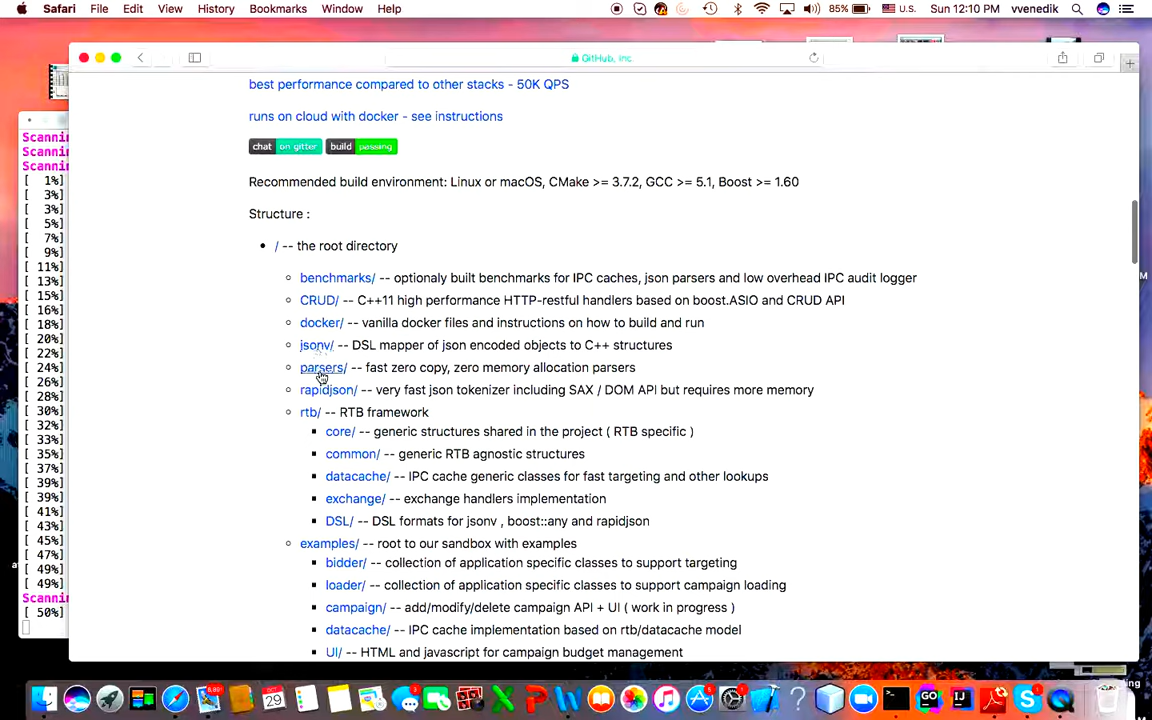 Safari File Edit View History Bookmarks Window Help 85% U.S. Sun 12:10 PM vvenedik
GitHub, Inc.
best performance compared to other stacks - 50K QPS
runs on cloud with docker - see instructions
chat on gitter build passing
Recommended build environment: Linux or macOS, CMake >= 3.7.2, GCC >= 5.1, Boost >= 1.60
Structure :
/ -- the root directory
benchmarks/ -- optionaly built benchmarks for IPC caches, json parsers and low overhead IPC audit logger
CRUD/ -- C++11 high performance HTTP-restful handlers based on boost.ASIO and CRUD API
docker/ -- vanilla docker files and instructions on how to build and run
jsonv/ -- DSL mapper of json encoded objects to C++ structures
parsers/ -- fast zero copy, zero memory allocation parsers
rapidjson/ -- very fast json tokenizer including SAX / DOM API but requires more memory
rtb/ -- RTB framework
core/ -- generic structures shared in the project ( RTB specific )
common/ -- generic RTB agnostic structures
datacache/ -- IPC cache generic classes for fast targeting and other lookups
exchange/ -- exchange handlers implementation
DSL/ -- DSL formats for jsonv , boost::any and rapidjson
examples/ -- root to our sandbox with examples
bidder/ -- collection of application specific classes to support targeting
loader/ -- collection of application specific classes to support campaign loading
campaign/ -- add/modify/delete campaign API + UI ( work in progress )
datacache/ -- IPC cache implementation based on rtb/datacache model
UI/ -- HTML and javascript for campaign budget management
Scannin
Scannin
Scannin
[ 1%]
[ 3%]
[ 3%]
[ 5%]
[ 7%]
[ 9%]
[ 11%]
[ 13%]
[ 15%]
[ 16%]
[ 18%]
[ 20%]
[ 22%]
[ 24%]
[ 26%]
[ 28%]
[ 30%]
[ 32%]
[ 33%]
[ 35%]
[ 37%]
[ 39%]
[ 39%]
[ 41%]
[ 43%]
[ 45%]
[ 47%]
[ 49%]
[ 49%]
Scannin
[ 50%]